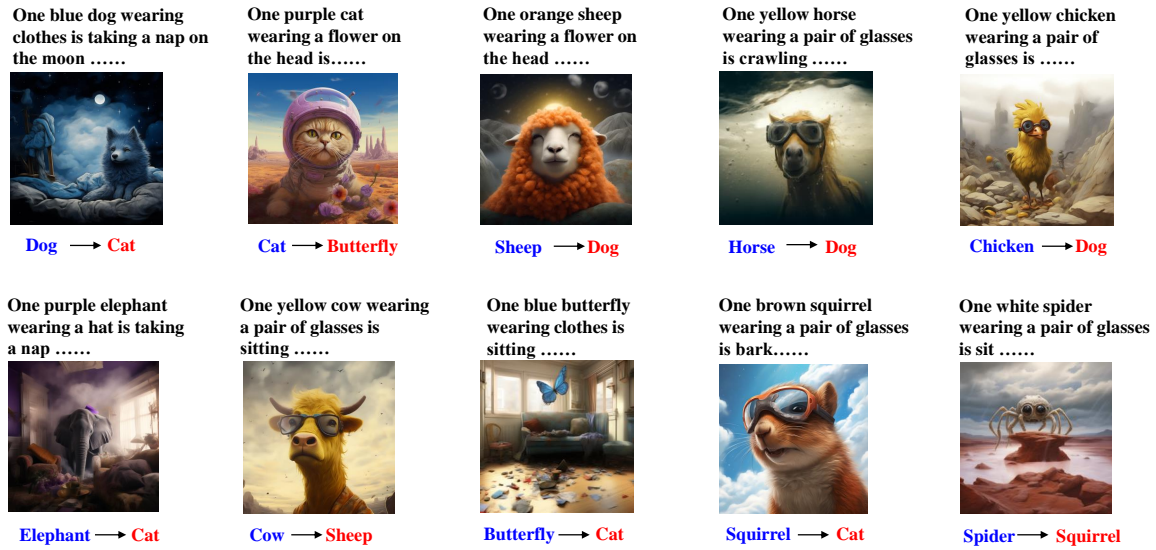 One blue dog wearing
clothes is taking a nap on
the moon ……
Dog → Cat
One purple cat
wearing a flower on
the head is……
Cat → Butterfly
One orange sheep
wearing a flower on
the head ……
Sheep → Dog
One yellow horse
wearing a pair of glasses
is crawling ……
Horse → Dog
One yellow chicken
wearing a pair of
glasses is ……
Chicken → Dog
One purple elephant
wearing a hat is taking
a nap ……
Elephant → Cat
One yellow cow wearing
a pair of glasses is
sitting ……
Cow → Sheep
One blue butterfly
wearing clothes is
sitting ……
Butterfly → Cat
One brown squirrel
wearing a pair of glasses
is bark……
Squirrel → Cat
One white spider
wearing a pair of glasses
is sit ……
Spider → Squirrel